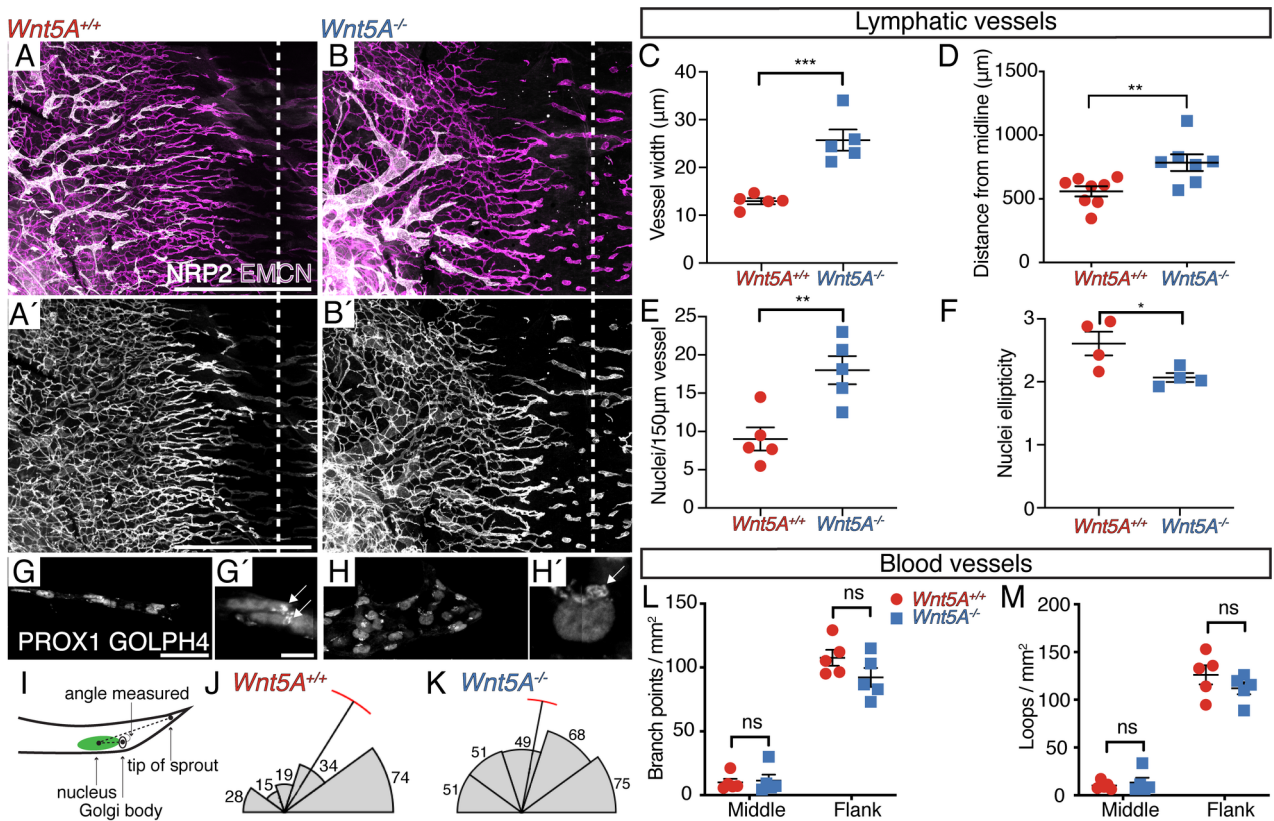 Wnt5A+/+
Wnt5A-/-
Lymphatic vessels
A
B
NRP2 EMCN
A´
B´
C
Vessel width (µm)
40
30
20
10
0
***
Wnt5A+/+ Wnt5A-/-
D
Distance from midline (µm)
1500
1000
500
0
**
Wnt5A+/+ Wnt5A-/-
E
Nuclei/150µm vessel
25
20
15
10
5
0
**
Wnt5A+/+ Wnt5A-/-
F
Nuclei ellipticity
3
2
1
0
*
Wnt5A+/+ Wnt5A-/-
G
G´
H
H´
PROX1 GOLPH4
I
angle measured
tip of sprout
nucleus
Golgi body
J
Wnt5A+/+
28
15
19
34
74
K
Wnt5A-/-
51
51
49
68
75
Blood vessels
L
Branch points / mm2
150
100
50
0
ns
ns
Middle Flank
Wnt5A+/+
Wnt5A-/-
M
Loops / mm2
200
150
100
50
0
ns
ns
Middle Flank